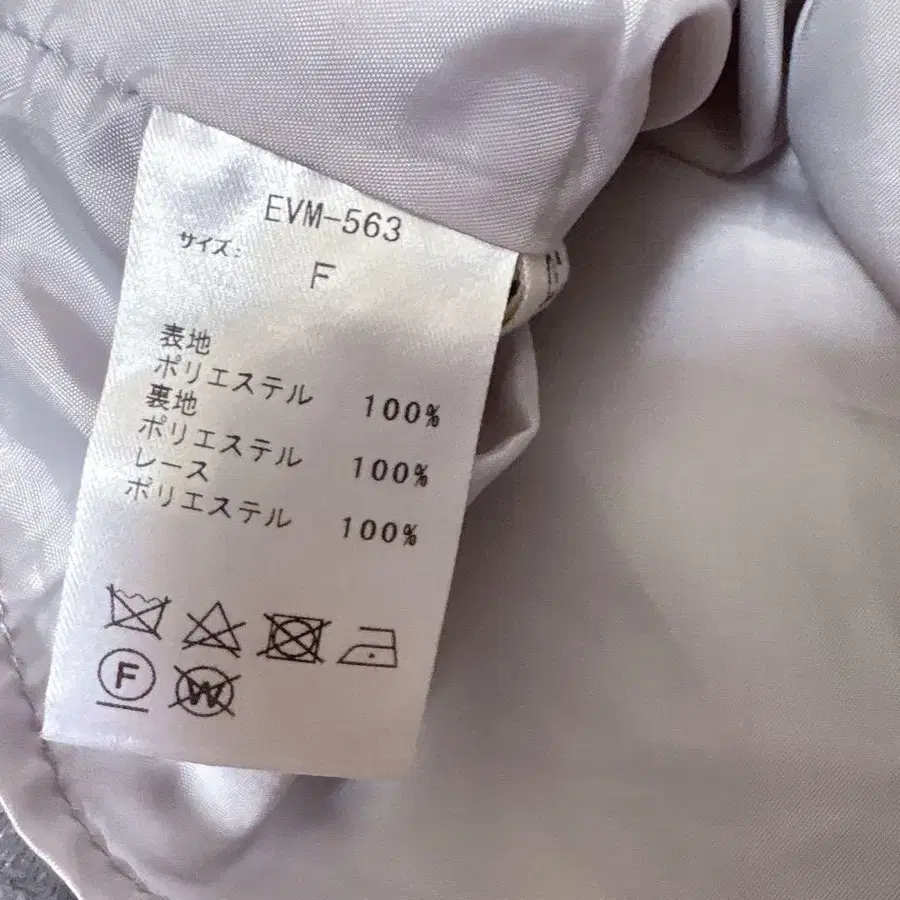 EVM-563
サイズ:
F
表地
ポリエステル 100%
裏地
ポリエステル 100%
レース
ポリエステル 100%
F W